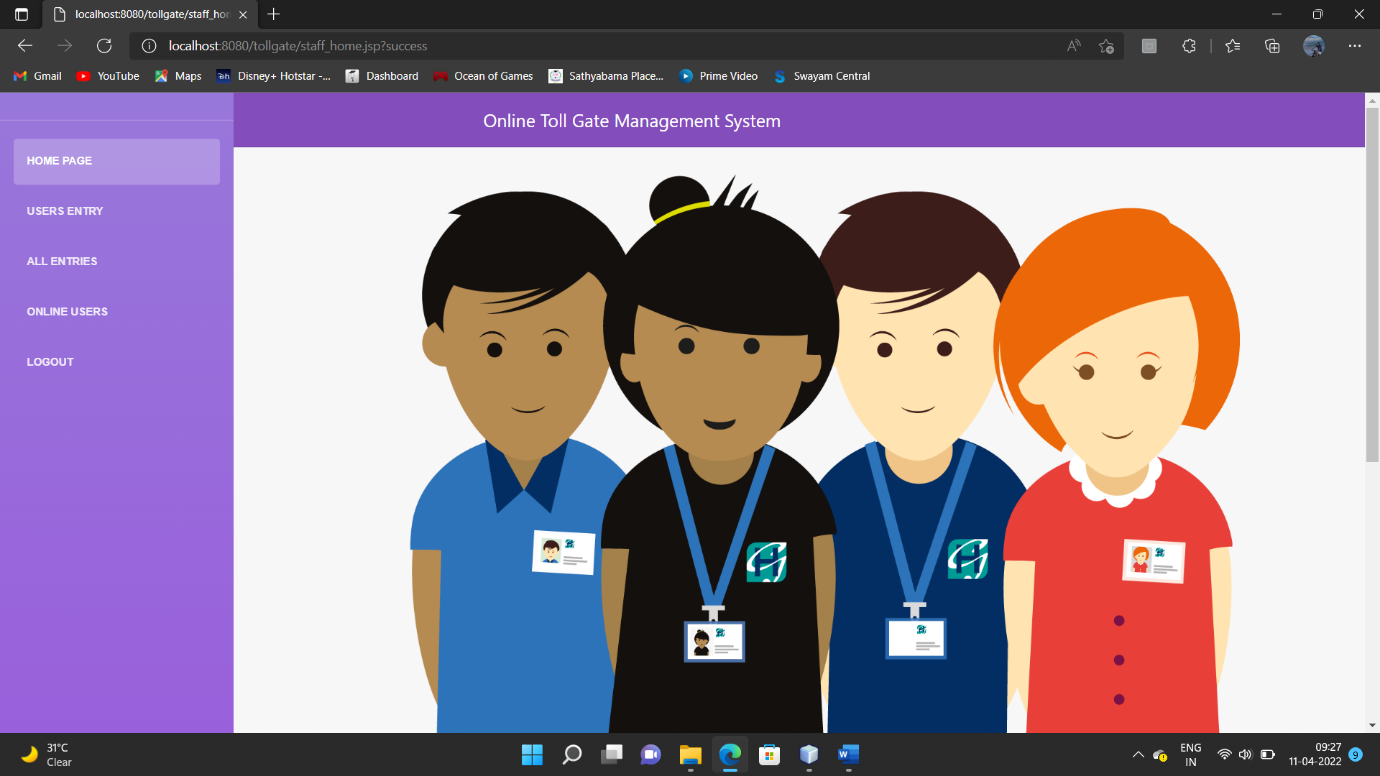 localhost:8080/tollgate/staff_ho
localhost:8080/tollgate/staff_home.jsp?success
Gmail YouTube Maps Disney+ Hotstar -... Dashboard Ocean of Games Sathyabama Place... Prime Video Swayam Central
Online Toll Gate Management System
HOME PAGE
USERS ENTRY
ALL ENTRIES
ONLINE USERS
LOGOUT
H
H
31°C
Clear
ENG
IN
09:27
11-04-2022
9